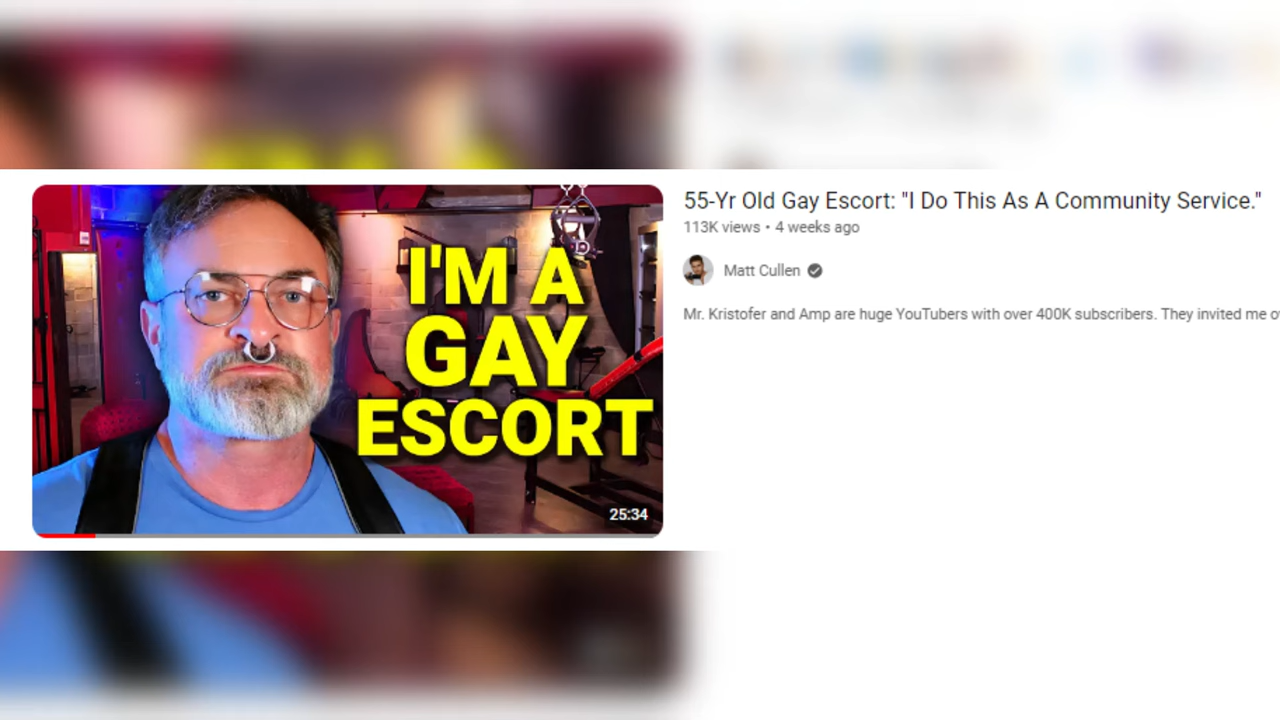 I'M A
GAY
ESCORT
25:34
55-Yr Old Gay Escort: "I Do This As A Community Service."
113K views • 4 weeks ago
Matt Cullen
Mr. Kristofer and Amp are huge YouTubers with over 400K subscribers. They invited me